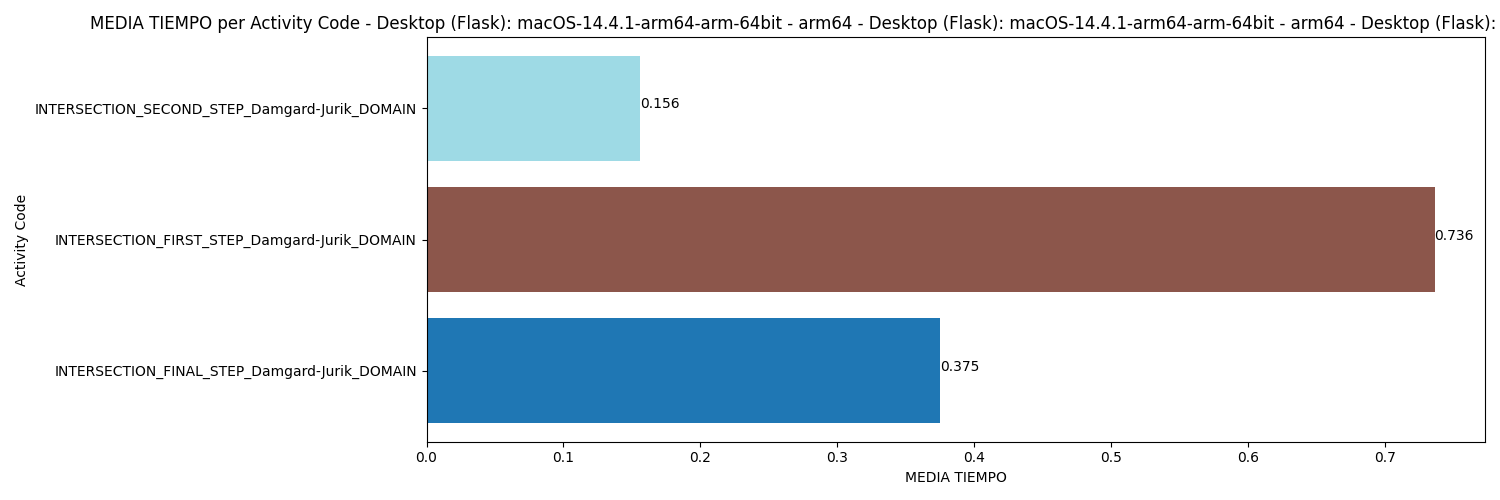 MEDIA TIEMPO per Activity Code - Desktop (Flask): macOS-14.4.1-arm64-arm-64bit - arm64 - Desktop (Flask): macOS-14.4.1-arm64-arm-64bit - arm64 - Desktop (Flask):
INTERSECTION_SECOND_STEP_Damgard-Jurik_DOMAIN
0.156
INTERSECTION_FIRST_STEP_Damgard-Jurik_DOMAIN
0.736
INTERSECTION_FINAL_STEP_Damgard-Jurik_DOMAIN
0.375
Activity Code
0.0 0.1 0.2 0.3 0.4 0.5 0.6 0.7
MEDIA TIEMPO